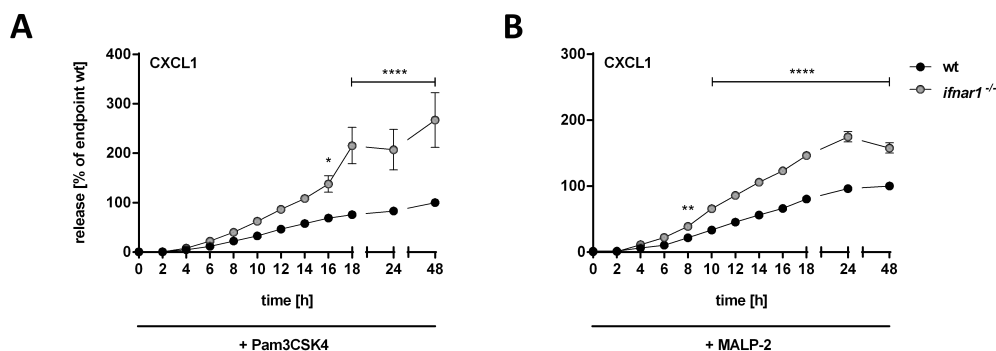 A
CXCL1
release [% of endpoint wt]
400
300
200
100
0
*
****
0 2 4 6 8 10 12 14 16 18 24 48
time [h]
+ Pam3CSK4
B
CXCL1
300
200
100
0
**
****
0 2 4 6 8 10 12 14 16 18 24 48
time [h]
+ MALP-2
wt
ifnar1 -/-